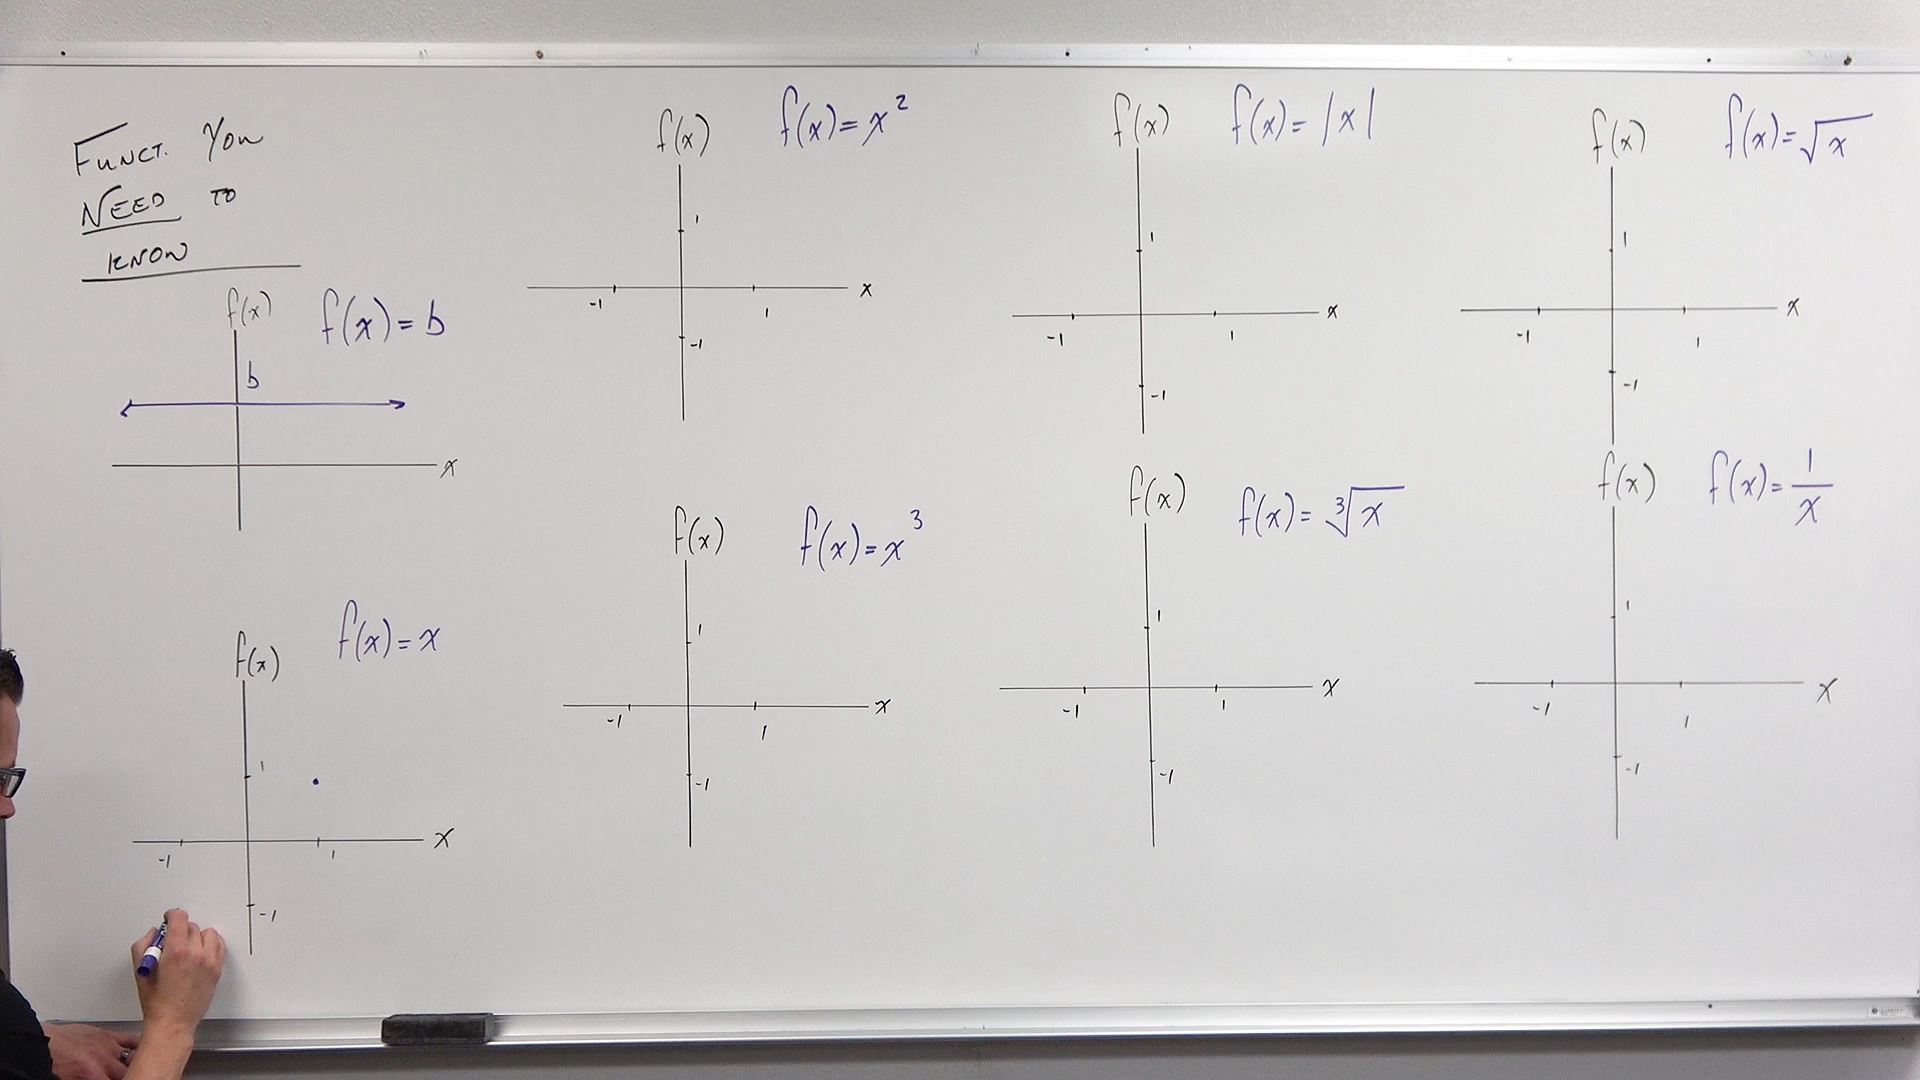 FUNCT. YOU
NEED TO
KNOW
f(x)
f(x) = b
b
x
f(x)
f(x) = x
1
x
-1
1
-1
f(x)
f(x) = x²
1
x
-1
1
-1
f(x)
f(x) = x³
1
x
-1
1
-1
f(x)
f(x) = |x|
1
x
-1
1
-1
f(x)
f(x) = ∛x
1
x
-1
1
-1
f(x)
f(x) = √x
1
x
-1
1
-1
f(x)
f(x) = 1/x
1
x
-1
1
-1